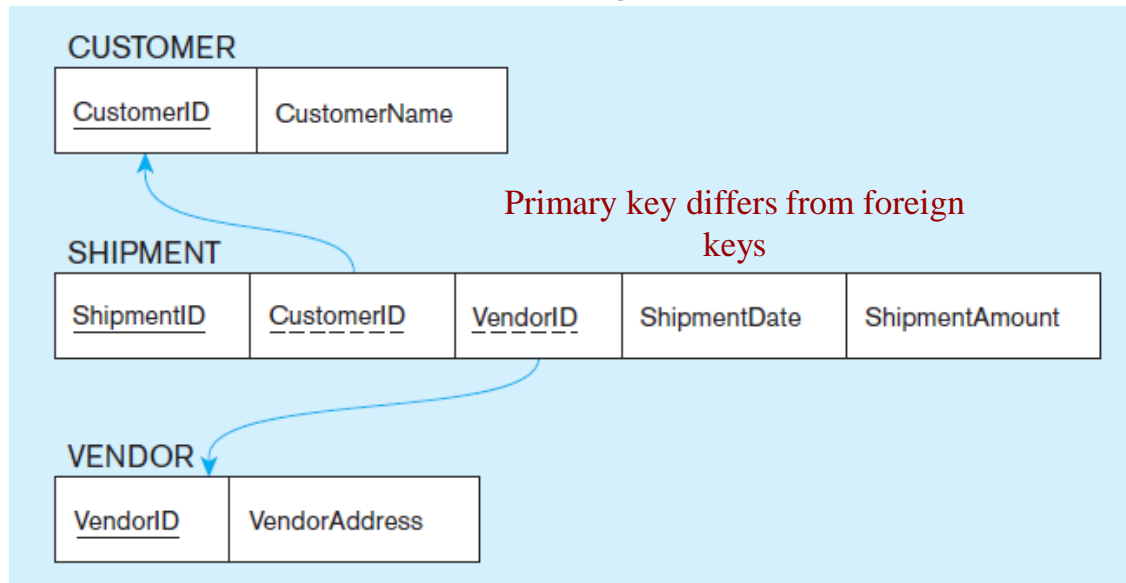 CUSTOMER
CustomerID CustomerName
Primary key differs from foreign
keys
SHIPMENT
ShipmentID CustomerID VendorID ShipmentDate ShipmentAmount
VENDOR
VendorID VendorAddress